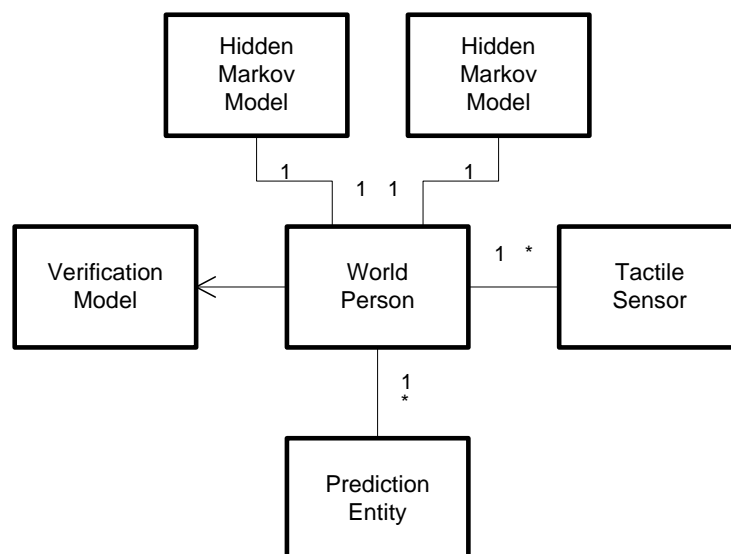 Hidden
Markov
Model
Hidden
Markov
Model
1
1 1
1
Verification
Model
World
Person
1 *
Tactile
Sensor
1
*
Prediction
Entity